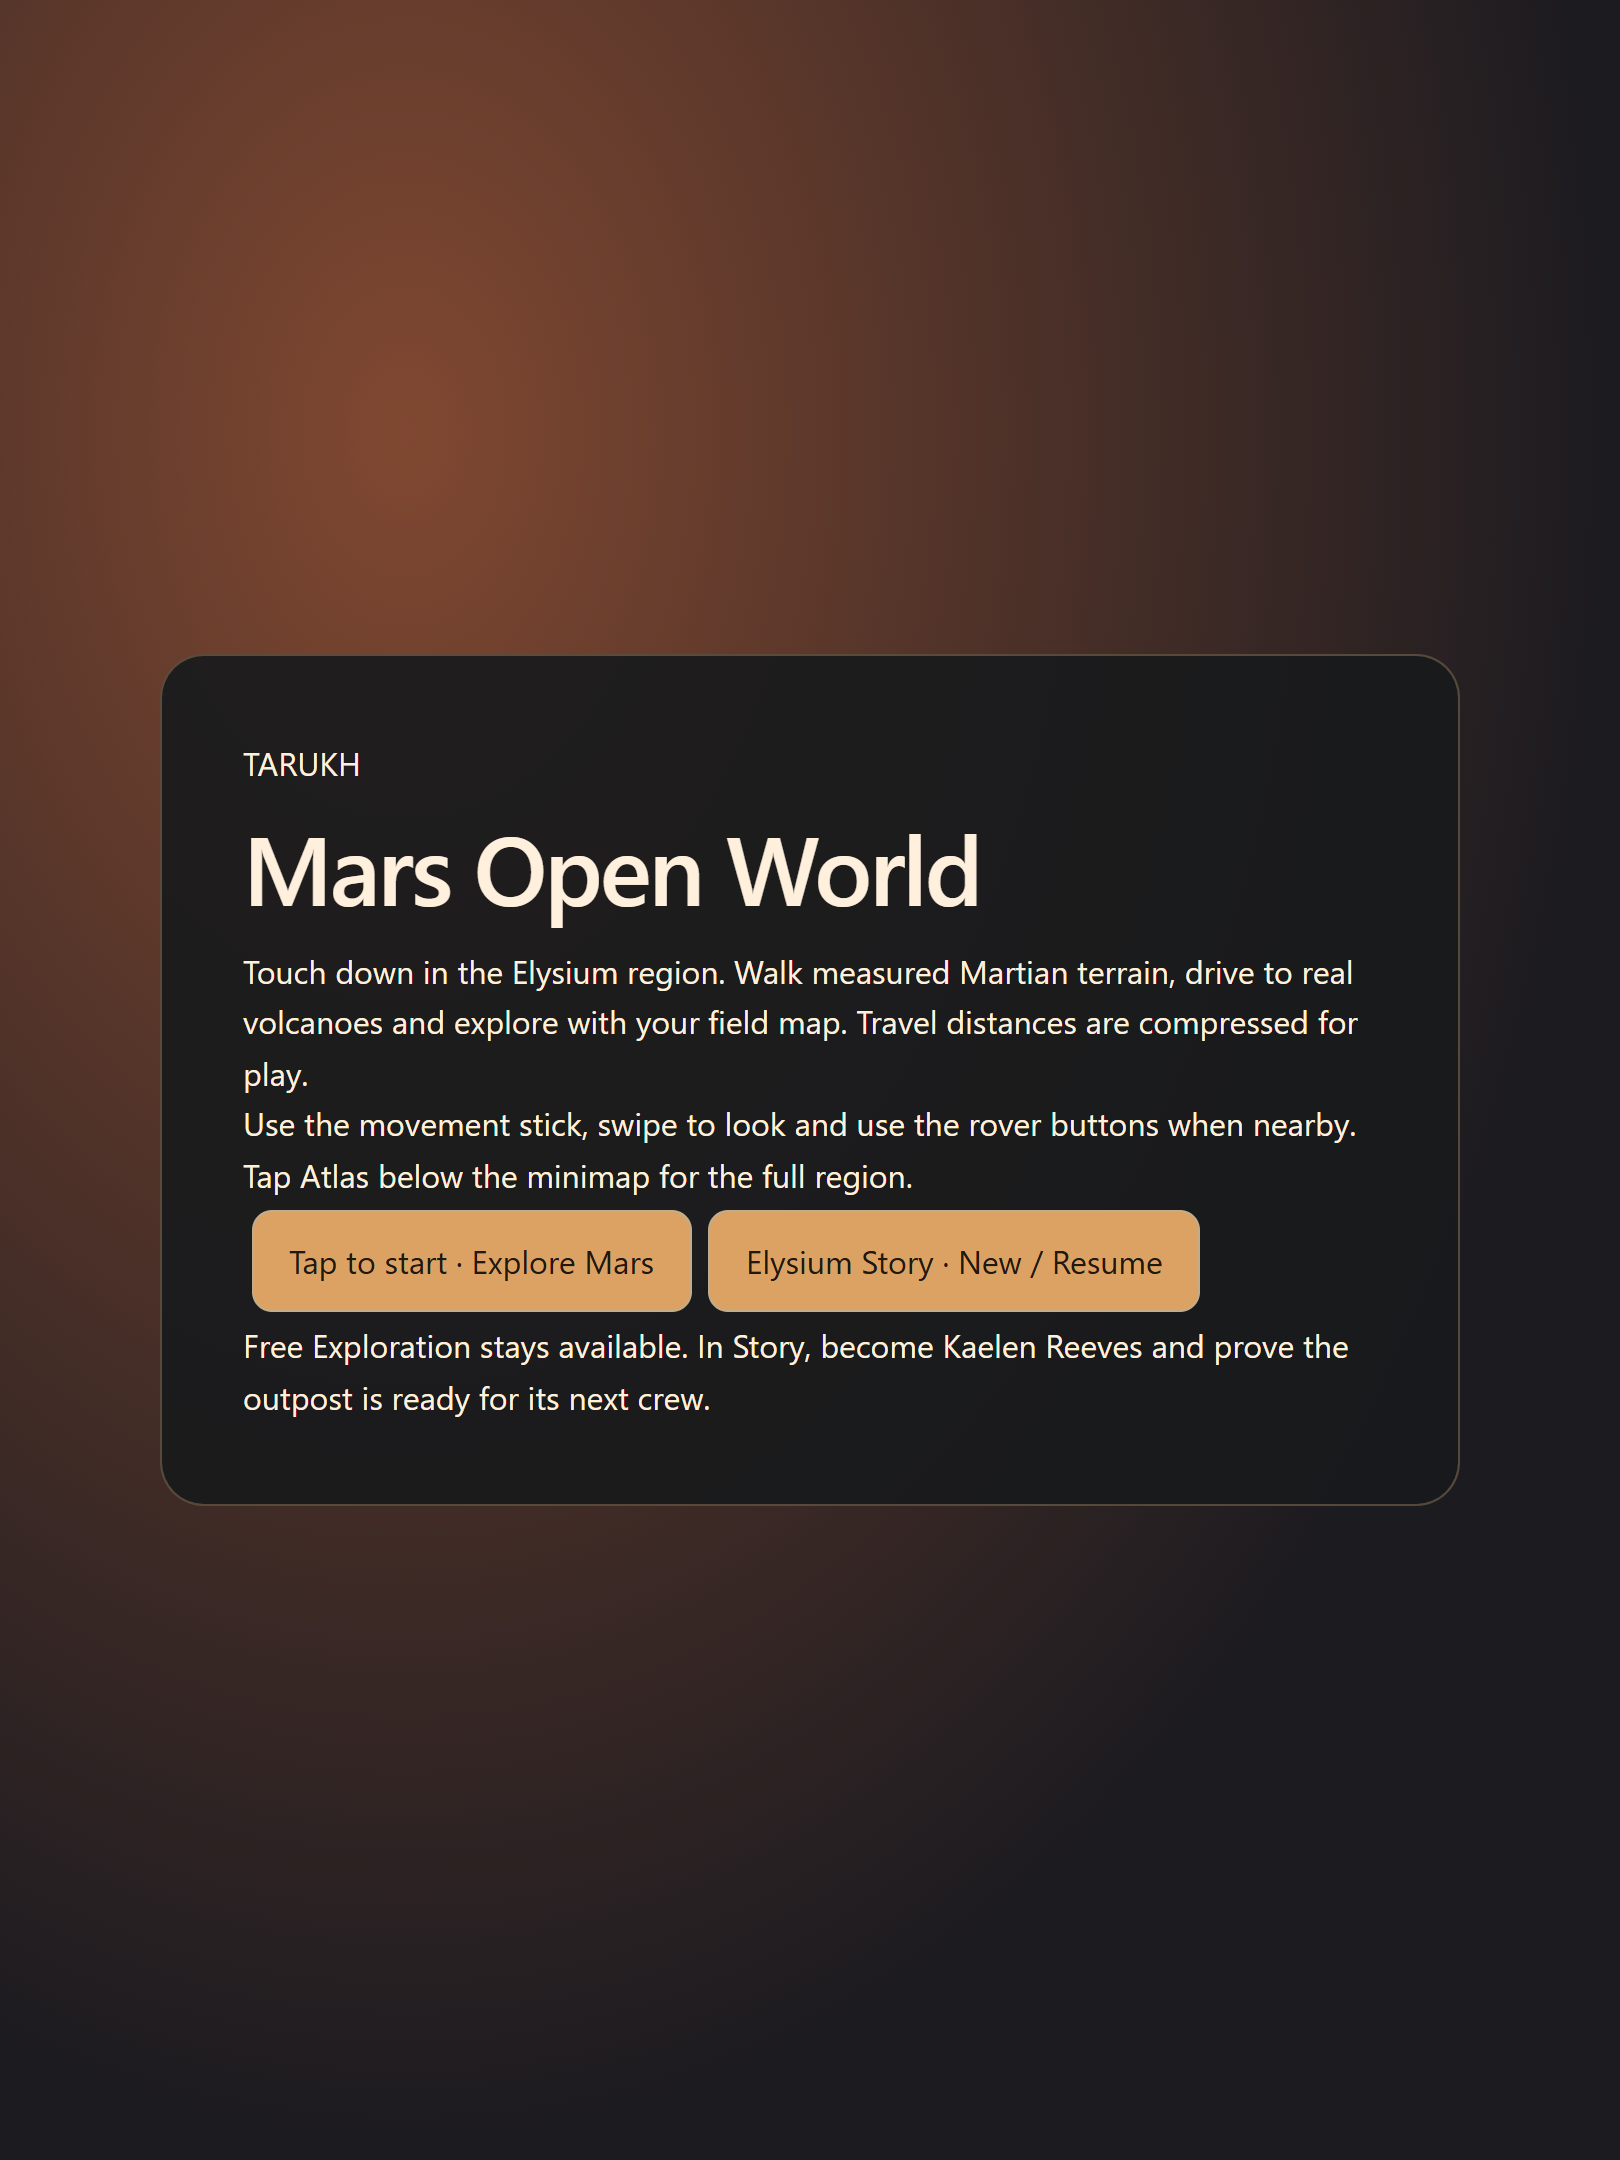 TARUKH
Mars Open World
Touch down in the Elysium region. Walk measured Martian terrain, drive to real
volcanoes and explore with your field map. Travel distances are compressed for
play.
Use the movement stick, swipe to look and use the rover buttons when nearby.
Tap Atlas below the minimap for the full region.
Tap to start · Explore Mars
Elysium Story · New / Resume
Free Exploration stays available. In Story, become Kaelen Reeves and prove the
outpost is ready for its next crew.